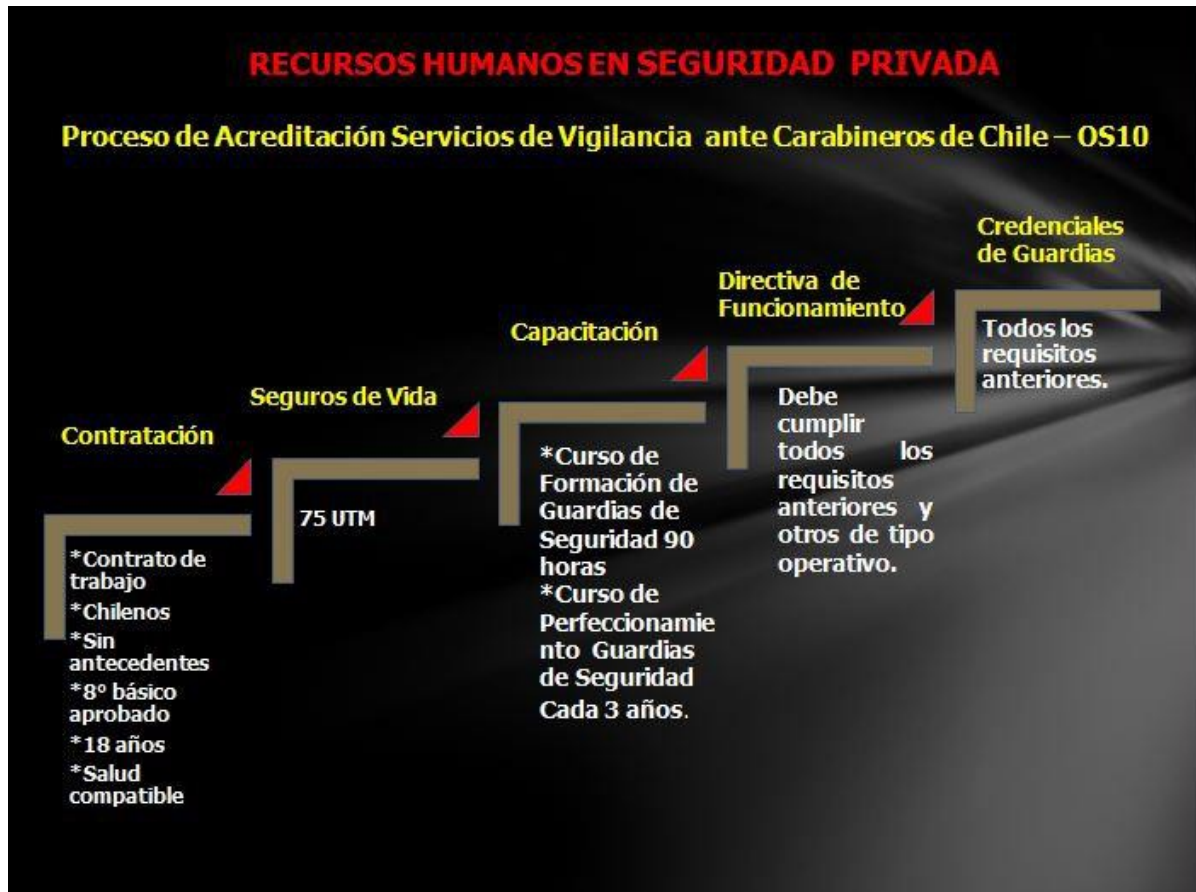 RECURSOS HUMANOS EN SEGURIDAD PRIVADA
Proceso de Acreditación Servicios de Vigilancia ante Carabineros de Chile – OS10
Contratación
*Contrato de
trabajo
*Chilenos
*Sin
antecedentes
*8° básico
aprobado
*18 años
*Salud
compatible
Seguros de Vida
75 UTM
Capacitación
*Curso de
Formación de
Guardias de
Seguridad 90
horas
*Curso de
Perfeccionamie
nto Guardias
de Seguridad
Cada 3 años.
Directiva de
Funcionamiento
Debe
cumplir
todos los
requisitos
anteriores y
otros de tipo
operativo.
Credenciales
de Guardias
Todos los
requisitos
anteriores.